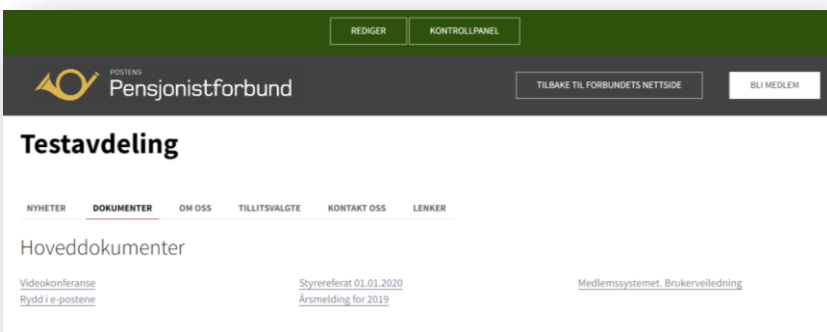 REDIGER KONTROLLPANEL
POSTENS
Pensjonistforbund
TILBAKE TIL FORBUNDETS NETTSIDE BLI MEDLEM
Testavdeling
NYHETER DOKUMENTER OM OSS TILLITSVALGTE KONTAKT OSS LENKER
Hoveddokumenter
Videokonferanse Styrereferat 01.01.2020 Medlemssystemet. Brukerveiledning
Rydd i e-postene Årsmelding for 2019